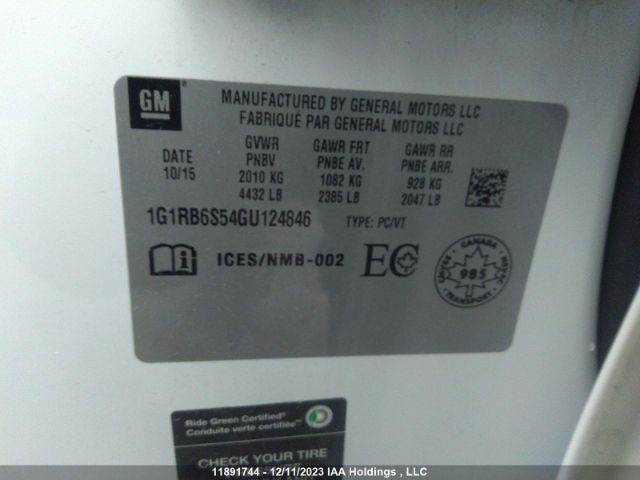 GM
MANUFACTURED BY GENERAL MOTORS LLC
FABRIQUÉ PAR GENERAL MOTORS LLC
DATE
10/15
GVWR
PNBV
2010 KG
4432 LB
GAWR FRT
PNBE AV.
1082 KG
2385 LB
GAWR RR
PNBE ARR.
928 KG
2047 LB
1G1RB6S54GU124846 TYPE: PC/VT
i ICES/NMB-002 EC
CANADA
985
TRANSPORT
Ride Green Certified®
Conduite verte certifiée®
CHECK YOUR TIRE
11891744 - 12/11/2023 IAA Holdings , LLC